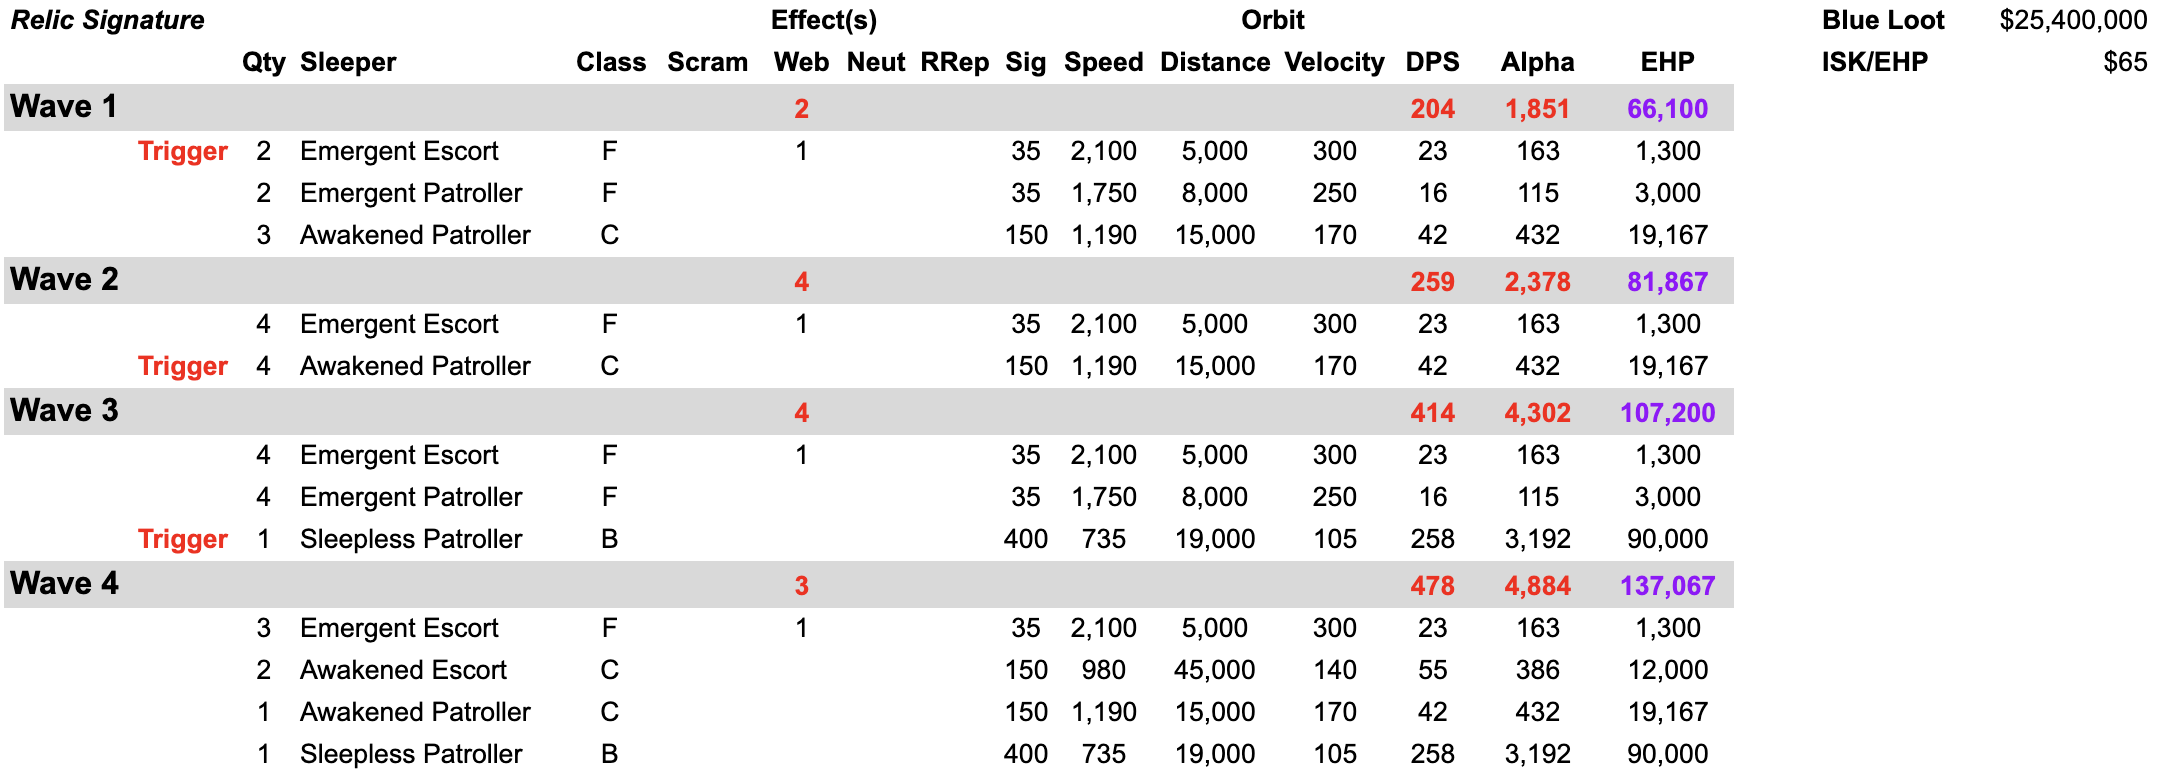 Relic Signature Effect(s) Orbit Blue Loot $25,400,000
Qty Sleeper Class Scram Web Neut RRep Sig Speed Distance Velocity DPS Alpha EHP ISK/EHP $65
Wave 1 2 204 1,851 66,100
Trigger 2 Emergent Escort F 1 35 2,100 5,000 300 23 163 1,300
2 Emergent Patroller F 35 1,750 8,000 250 16 115 3,000
3 Awakened Patroller C 150 1,190 15,000 170 42 432 19,167
Wave 2 4 259 2,378 81,867
4 Emergent Escort F 1 35 2,100 5,000 300 23 163 1,300
Trigger 4 Awakened Patroller C 150 1,190 15,000 170 42 432 19,167
Wave 3 4 414 4,302 107,200
4 Emergent Escort F 1 35 2,100 5,000 300 23 163 1,300
4 Emergent Patroller F 35 1,750 8,000 250 16 115 3,000
Trigger 1 Sleepless Patroller B 400 735 19,000 105 258 3,192 90,000
Wave 4 3 478 4,884 137,067
3 Emergent Escort F 1 35 2,100 5,000 300 23 163 1,300
2 Awakened Escort C 150 980 45,000 140 55 386 12,000
1 Awakened Patroller C 150 1,190 15,000 170 42 432 19,167
1 Sleepless Patroller B 400 735 19,000 105 258 3,192 90,000